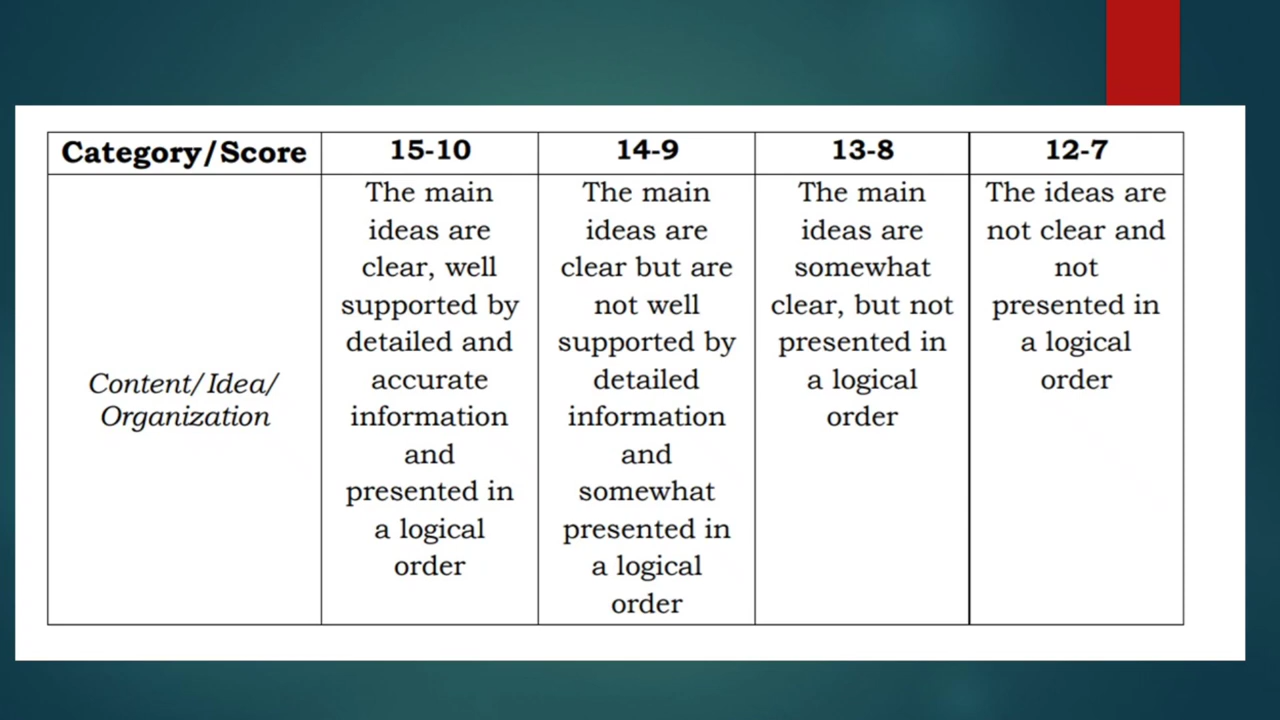 Category/Score 15-10 14-9 13-8 12-7
Content/Idea/
Organization
The main
ideas are
clear, well
supported by
detailed and
accurate
information
and
presented in
a logical
order
The main
ideas are
clear but are
not well
supported by
detailed
information
and
somewhat
presented in
a logical
order
The main
ideas are
somewhat
clear, but not
presented in
a logical
order
The ideas are
not clear and
not
presented in
a logical
order